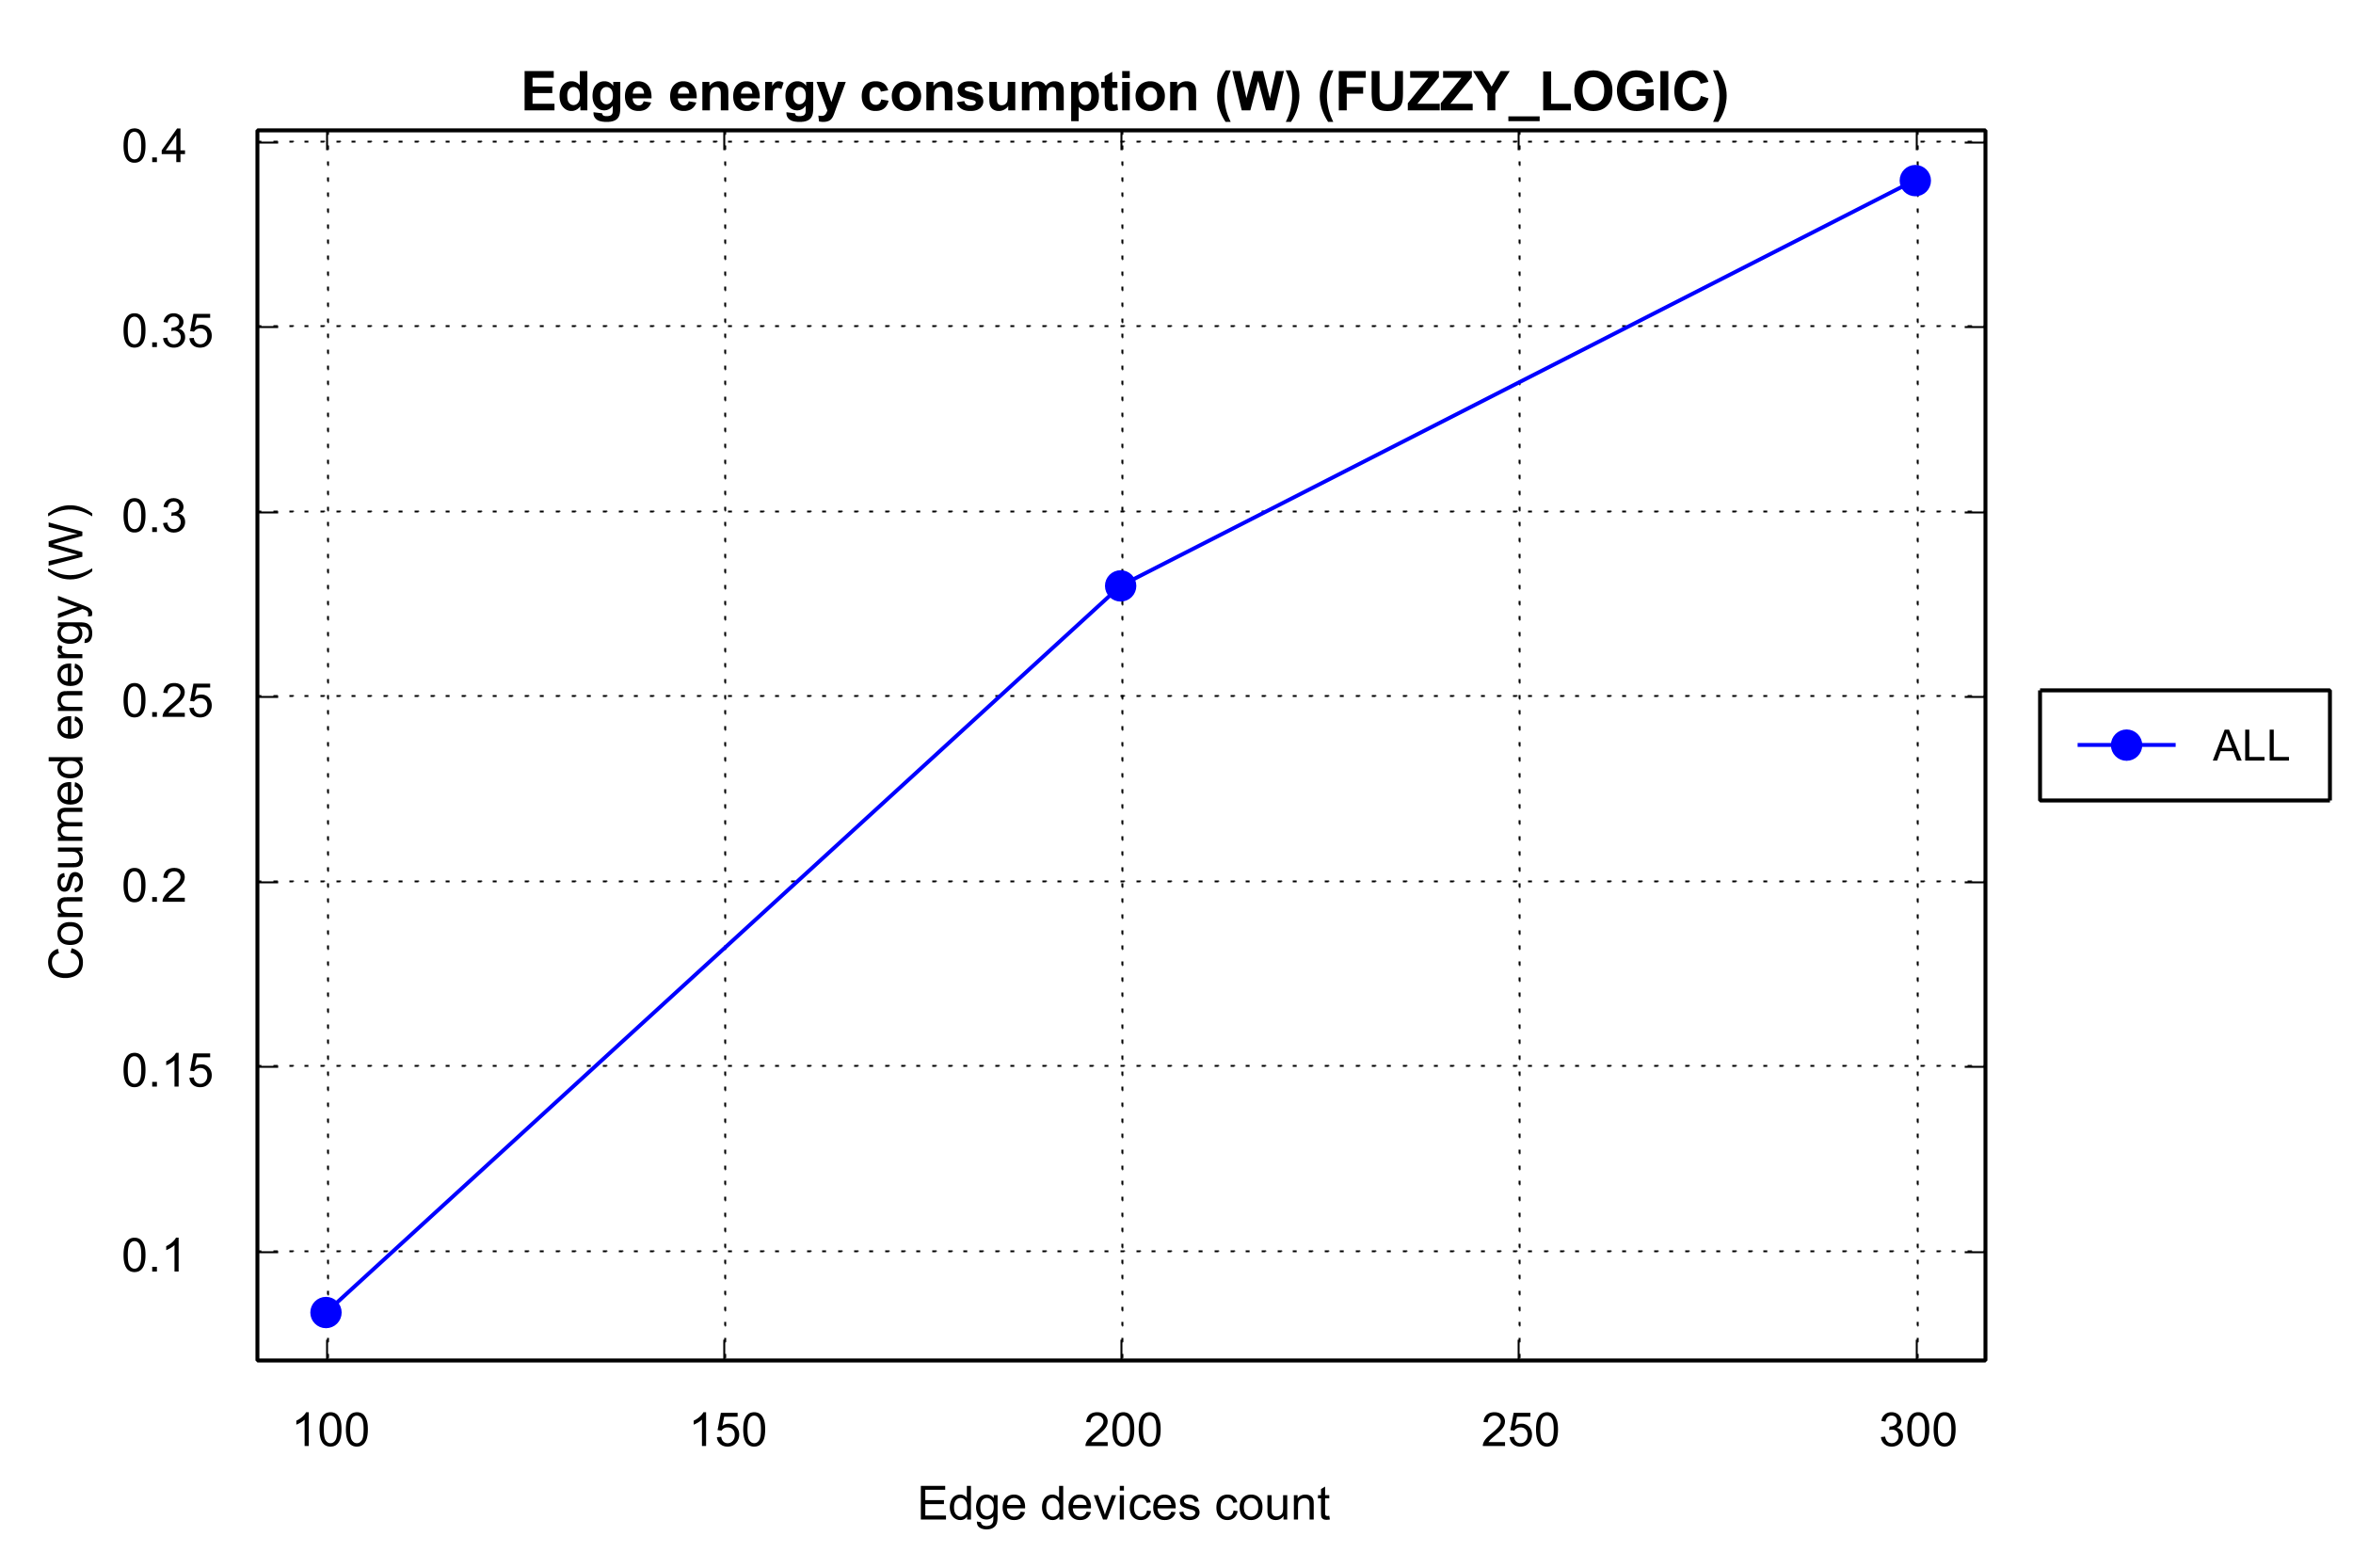 Edge energy consumption (W) (FUZZY_LOGIC)
0.4
0.35
0.3
0.25
0.2
0.15
0.1
Consumed energy (W)
100 150 200 250 300
Edge devices count
ALL